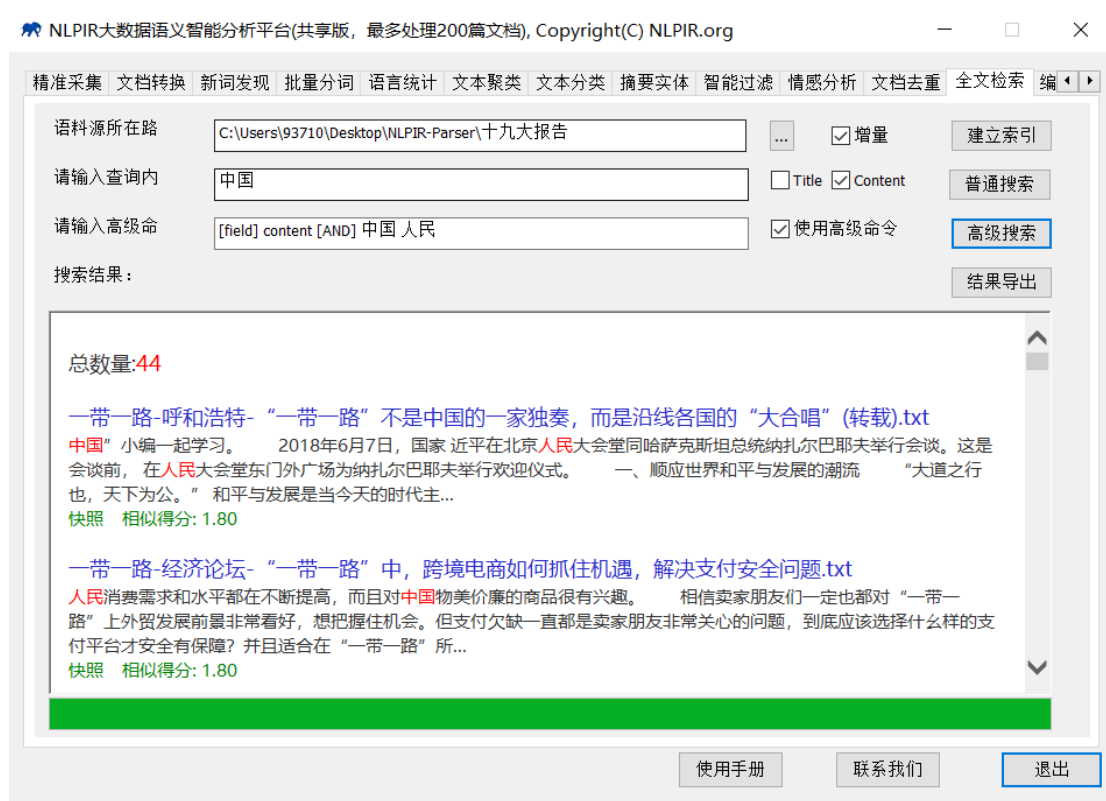 NLPIR大数据语义智能分析平台(共享版，最多处理200篇文档), Copyright(C) NLPIR.org
精准采集 文档转换 新词发现 批量分词 语言统计 文本聚类 文本分类 摘要实体 智能过滤 情感分析 文档去重 全文检索 编
语料源所在路 C:\Users\93710\Desktop\NLPIR-Parser\十九大报告 ... 增量 建立索引
请输入查询内 中国 Title Content 普通搜索
请输入高级命 [field] content [AND] 中国 人民 使用高级命令 高级搜索
搜索结果： 结果导出
总数量:44
一带一路-呼和浩特-“一带一路”不是中国的一家独奏，而是沿线各国的“大合唱”(转载).txt
中国”小编一起学习。 2018年6月7日，国家 近平在北京人民大会堂同哈萨克斯坦总统纳扎尔巴耶夫举行会谈。这是
会谈前， 在人民大会堂东门外广场为纳扎尔巴耶夫举行欢迎仪式。 一、顺应世界和平与发展的潮流 “大道之行
也，天下为公。” 和平与发展是当今天的时代主...
快照 相似得分: 1.80
一带一路-经济论坛-“一带一路”中，跨境电商如何抓住机遇，解决支付安全问题.txt
人民消费需求和水平都在不断提高，而且对中国物美价廉的商品很有兴趣。 相信卖家朋友们一定也都对“一带一
路”上外贸发展前景非常看好，想把握住机会。但支付欠缺一直都是卖家朋友非常关心的问题，到底应该选择什么样的支
付平台才安全有保障？并且适合在“一带一路”所...
快照 相似得分: 1.80
使用手册 联系我们 退出